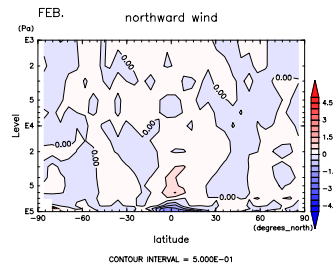 FEB.
northward wind
(Pa)
E3
2
5
E4
2
5
E5
Level
0.00
0.00
0.00
0.00
0.00
0.00
0.00
4.5
3
1.5
0
-1.5
-3.
-4.
-90 -60 -30 0 30 60 90
(degrees_north)
latitude
CONTOUR INTERVAL = 5.000E-01